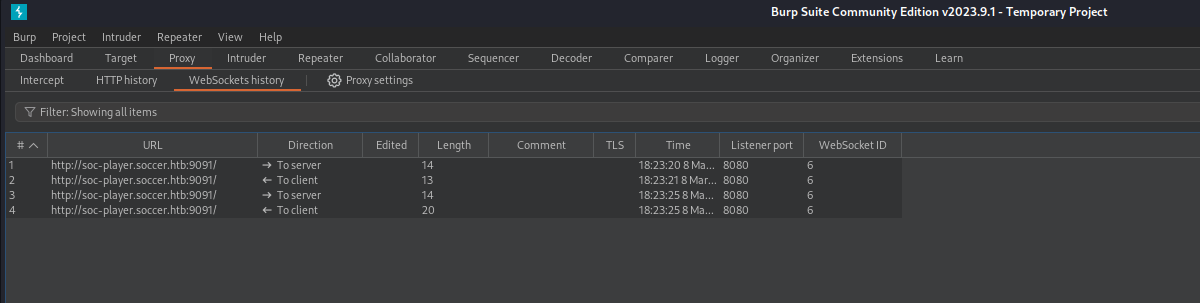 Burp Suite Community Edition v2023.9.1 - Temporary Project
Burp Project Intruder Repeater View Help
Dashboard Target Proxy Intruder Repeater Collaborator Sequencer Decoder Comparer Logger Organizer Extensions Learn
Intercept HTTP history WebSockets history Proxy settings
Filter: Showing all items
# URL Direction Edited Length Comment TLS Time Listener port WebSocket ID
1 http://soc-player.soccer.htb:9091/ → To server 14 18:23:20 8 Ma... 8080 6
2 http://soc-player.soccer.htb:9091/ ← To client 13 18:23:21 8 Mar... 8080 6
3 http://soc-player.soccer.htb:9091/ → To server 14 18:23:25 8 Ma... 8080 6
4 http://soc-player.soccer.htb:9091/ ← To client 20 18:23:25 8 Ma... 8080 6